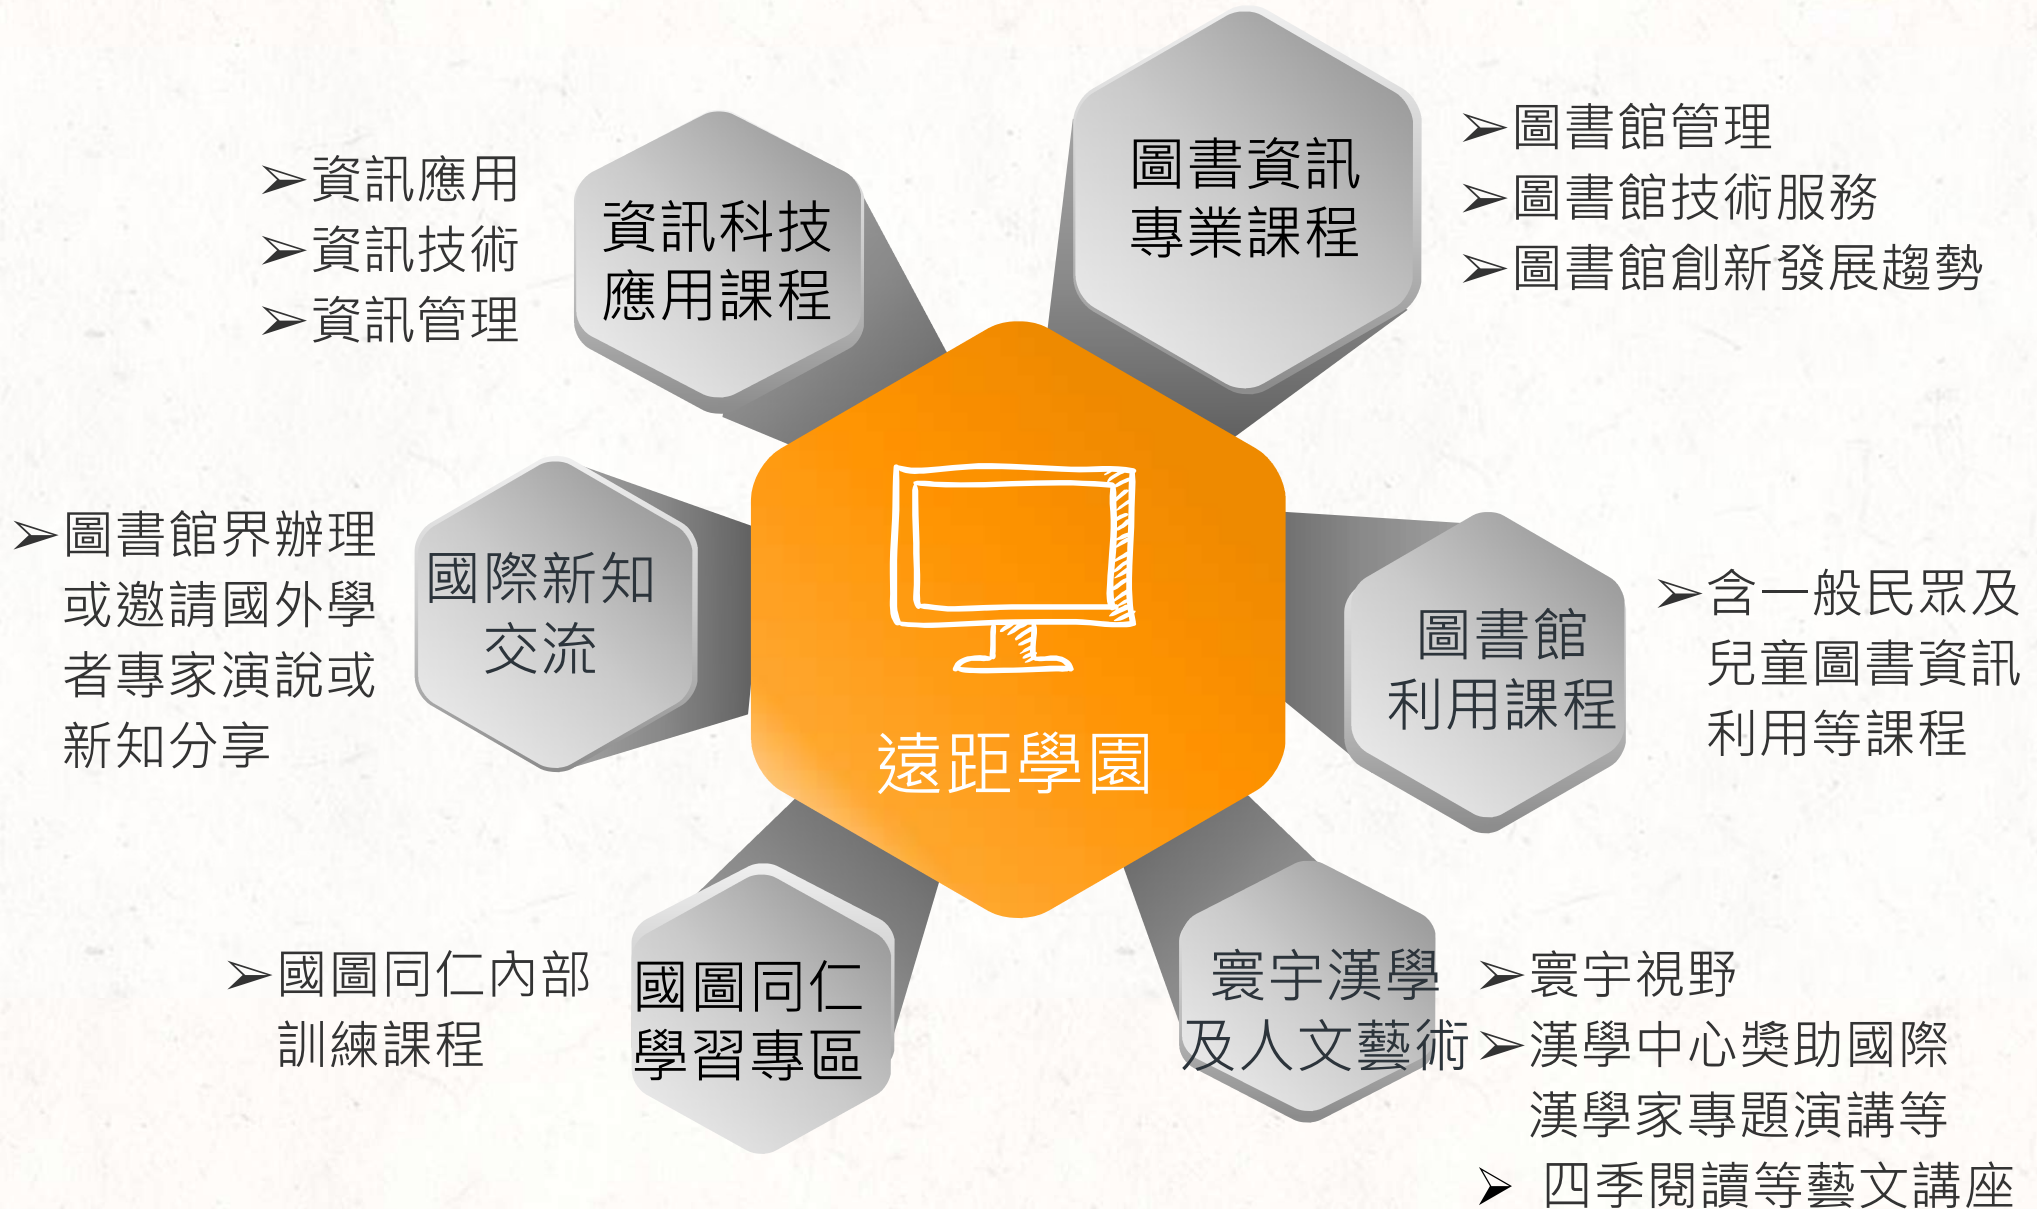 圖書資訊
專業課程
➢圖書館管理
➢圖書館技術服務
➢圖書館創新發展趨勢
資訊科技
應用課程
➢資訊應用
➢資訊技術
➢資訊管理
國際新知
交流
➢圖書館界辦理
或邀請國外學
者專家演說或
新知分享
遠距學園
圖書館
利用課程
➢含一般民眾及
兒童圖書資訊
利用等課程
國圖同仁
學習專區
➢國圖同仁內部
訓練課程
寰宇漢學
及人文藝術
➢寰宇視野
➢漢學中心獎助國際
漢學家專題演講等
➢ 四季閱讀等藝文講座